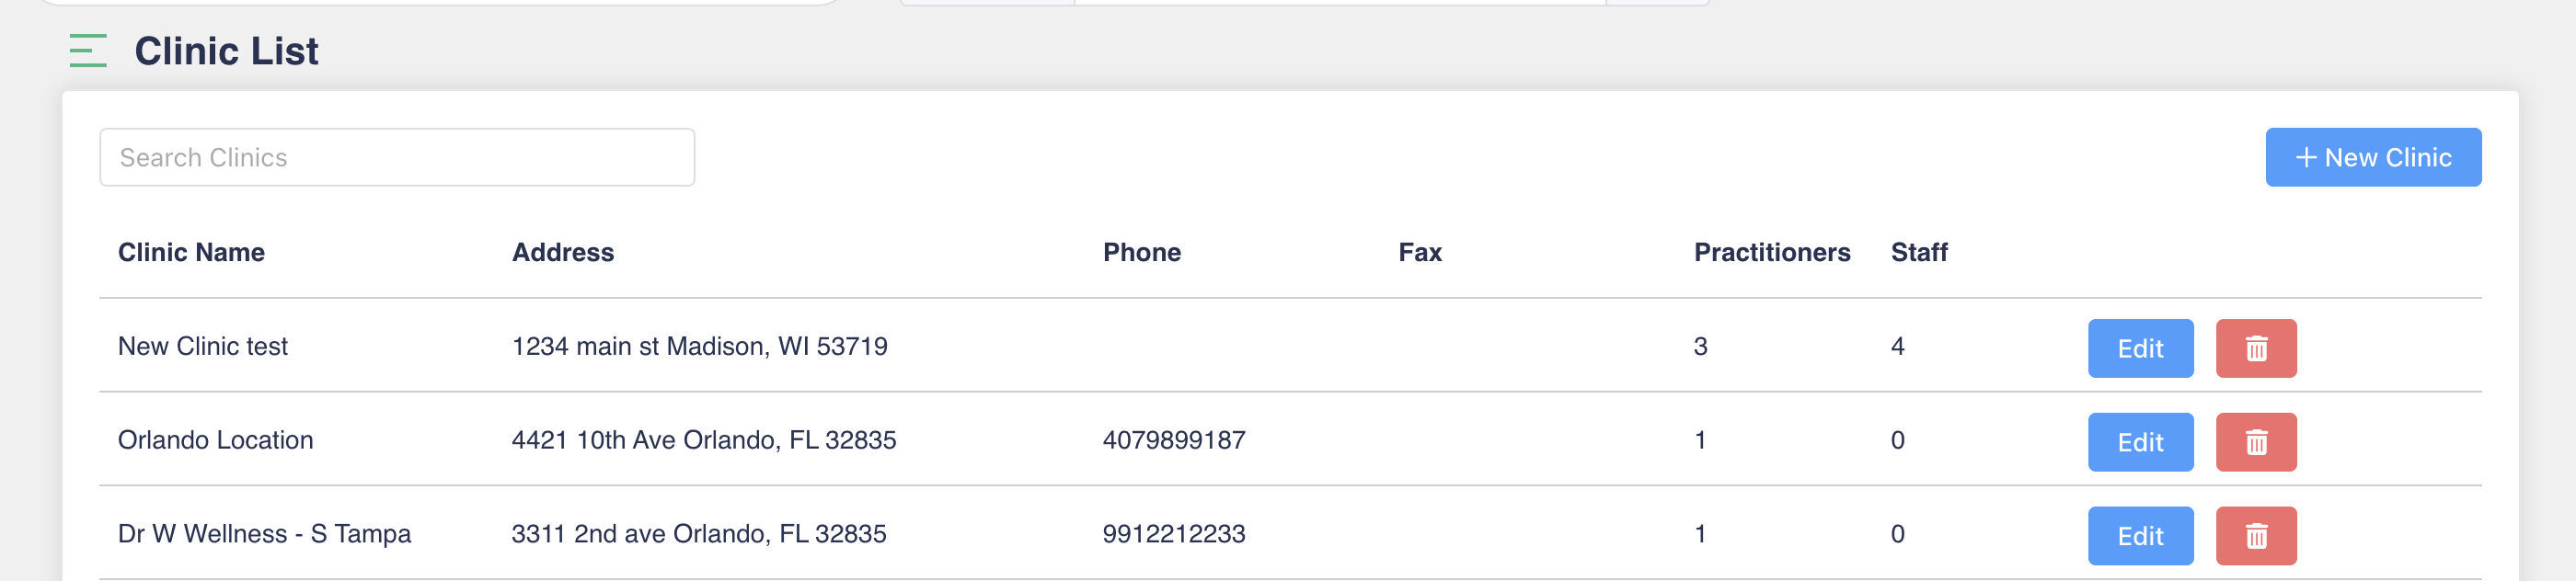 Clinic List
Search Clinics
+ New Clinic
Clinic Name Address Phone Fax Practitioners Staff
New Clinic test 1234 main st Madison, WI 53719 3 4 Edit
Orlando Location 4421 10th Ave Orlando, FL 32835 4079899187 1 0 Edit
Dr W Wellness - S Tampa 3311 2nd ave Orlando, FL 32835 9912212233 1 0 Edit